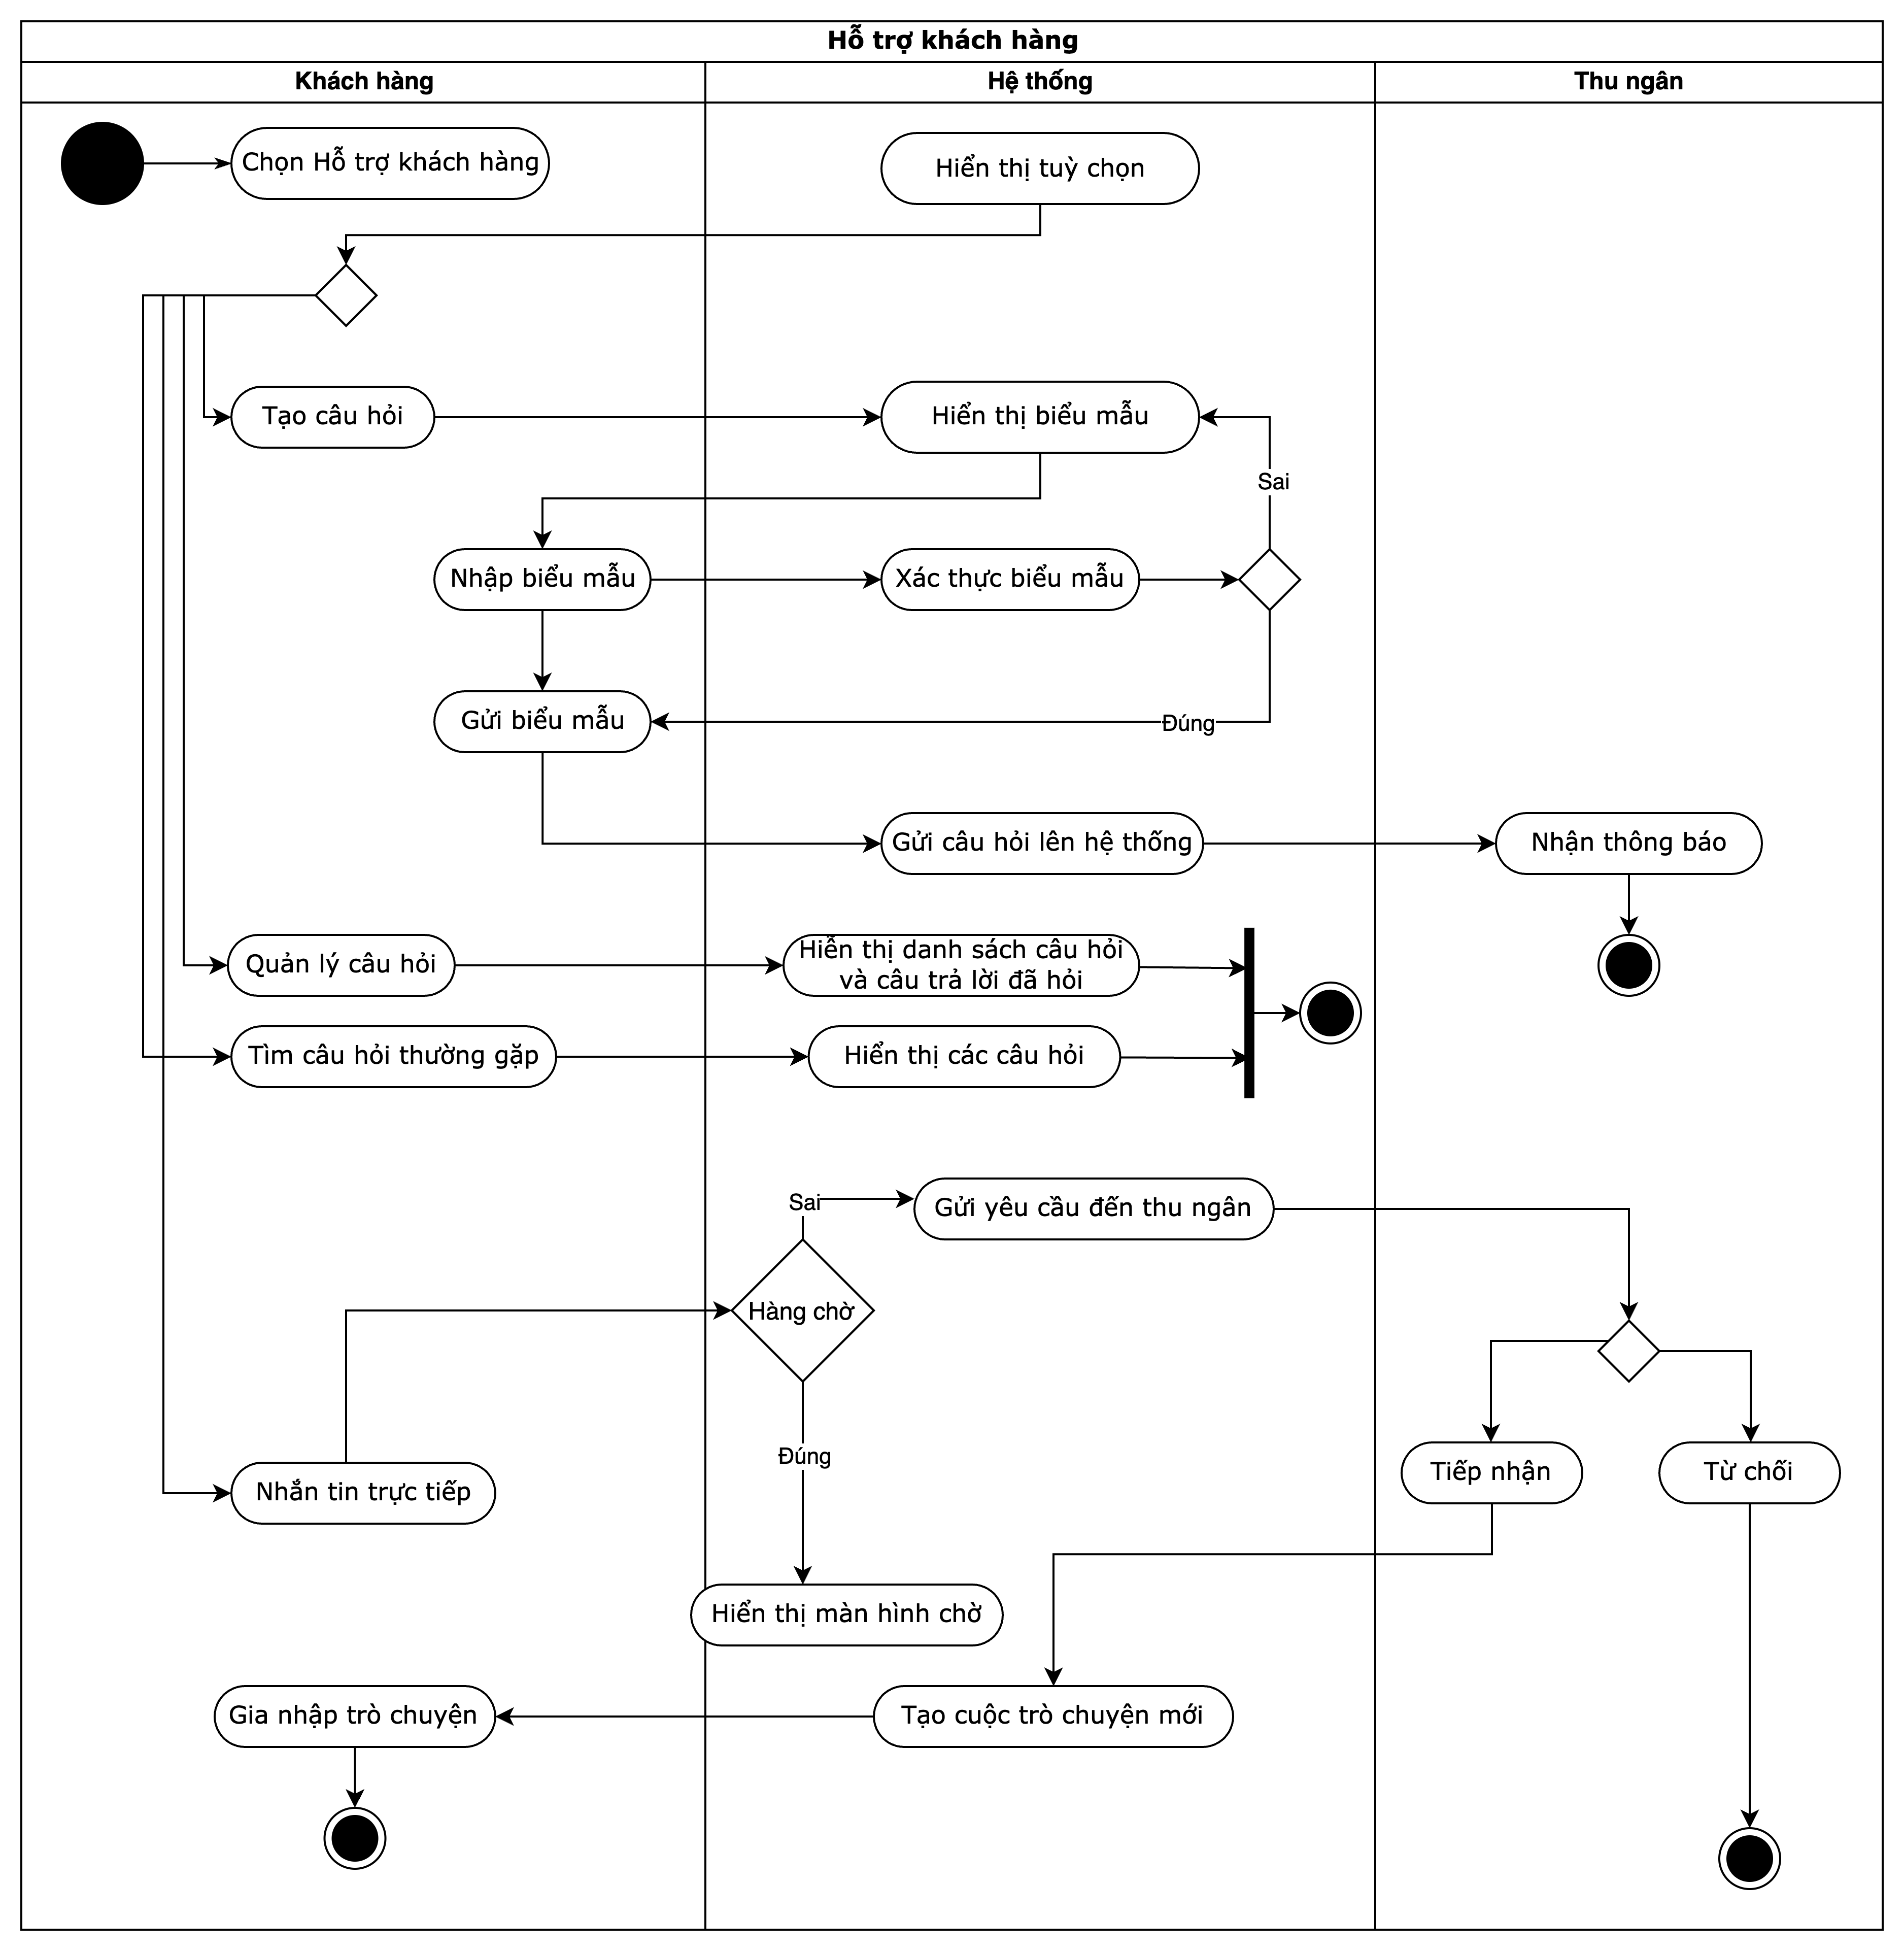 Hỗ trợ khách hàng
Khách hàng
Hệ thống
Thu ngân
Chọn Hỗ trợ khách hàng
Hiển thị tuỳ chọn
Tạo câu hỏi
Hiển thị biểu mẫu
Sai
Nhập biểu mẫu
Xác thực biểu mẫu
Gửi biểu mẫu
Đúng
Gửi câu hỏi lên hệ thống
Nhận thông báo
Quản lý câu hỏi
Hiển thị danh sách câu hỏi
và câu trả lời đã hỏi
Tìm câu hỏi thường gặp
Hiển thị các câu hỏi
Sai
Gửi yêu cầu đến thu ngân
Hàng chờ
Đúng
Tiếp nhận
Từ chối
Nhắn tin trực tiếp
Hiển thị màn hình chờ
Gia nhập trò chuyện
Tạo cuộc trò chuyện mới